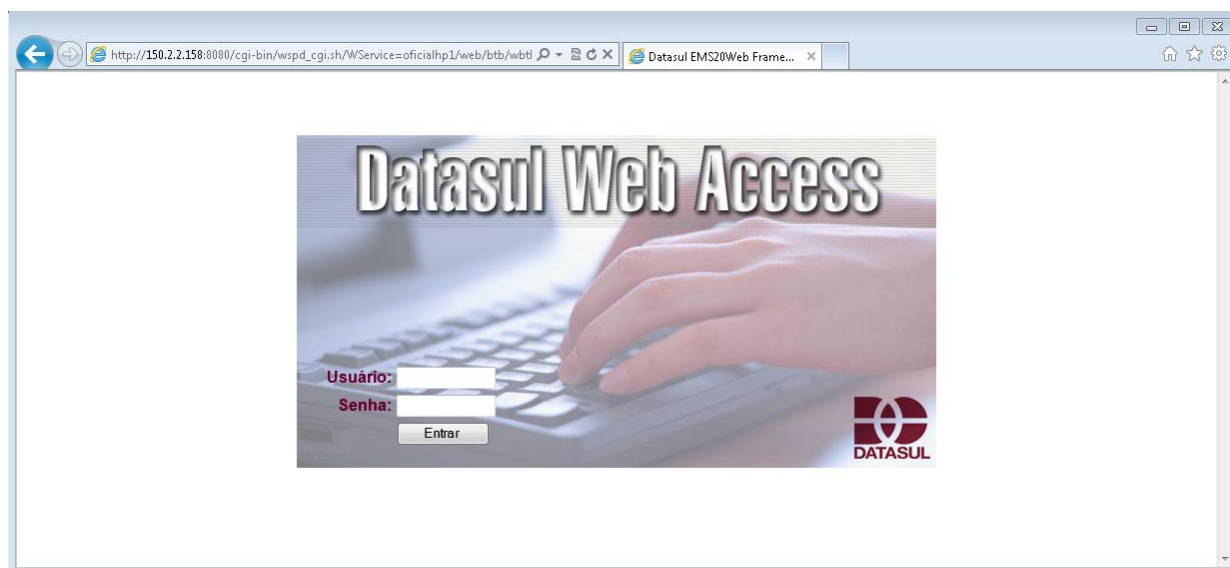 http://150.2.2.158:8080/cgi-bin/wspd_cgi.sh/WService=oficialhp1/web/btb/wbtl
Datasul EMS20Web Frame...
Datasul Web Access
Usuário:
Senha:
Entrar
DATASUL